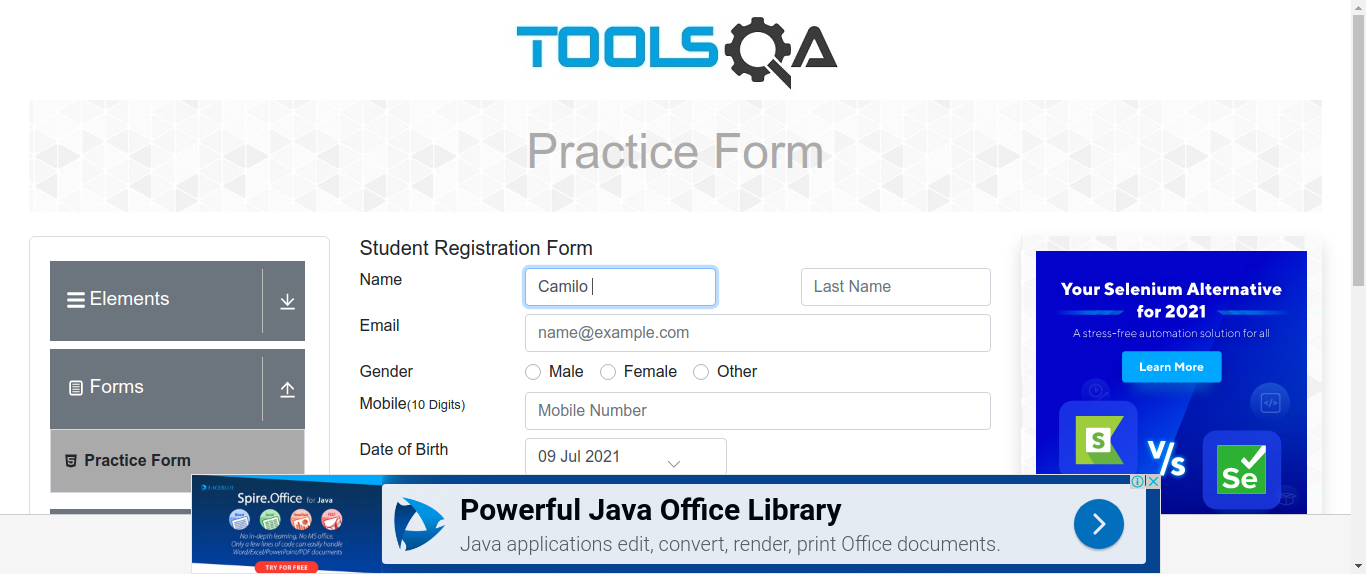 TOOLSQA
Practice Form
Elements
Forms
Practice Form
Student Registration Form
Name
Camilo
Last Name
Email
name@example.com
Gender
Male
Female
Other
Mobile(10 Digits)
Mobile Number
Date of Birth
09 Jul 2021
Your Selenium Alternative
for 2021
A stress-free automation solution for all
Learn More
S
V/s
Se
E-ICEBLUE
Spire.Office for Java
No in-depth learning, No MS office.
Only a few lines of code can easily handle
Word/Excel/PowerPoint/PDF documents
TRY FOR FREE
Powerful Java Office Library
Java applications edit, convert, render, print Office documents.